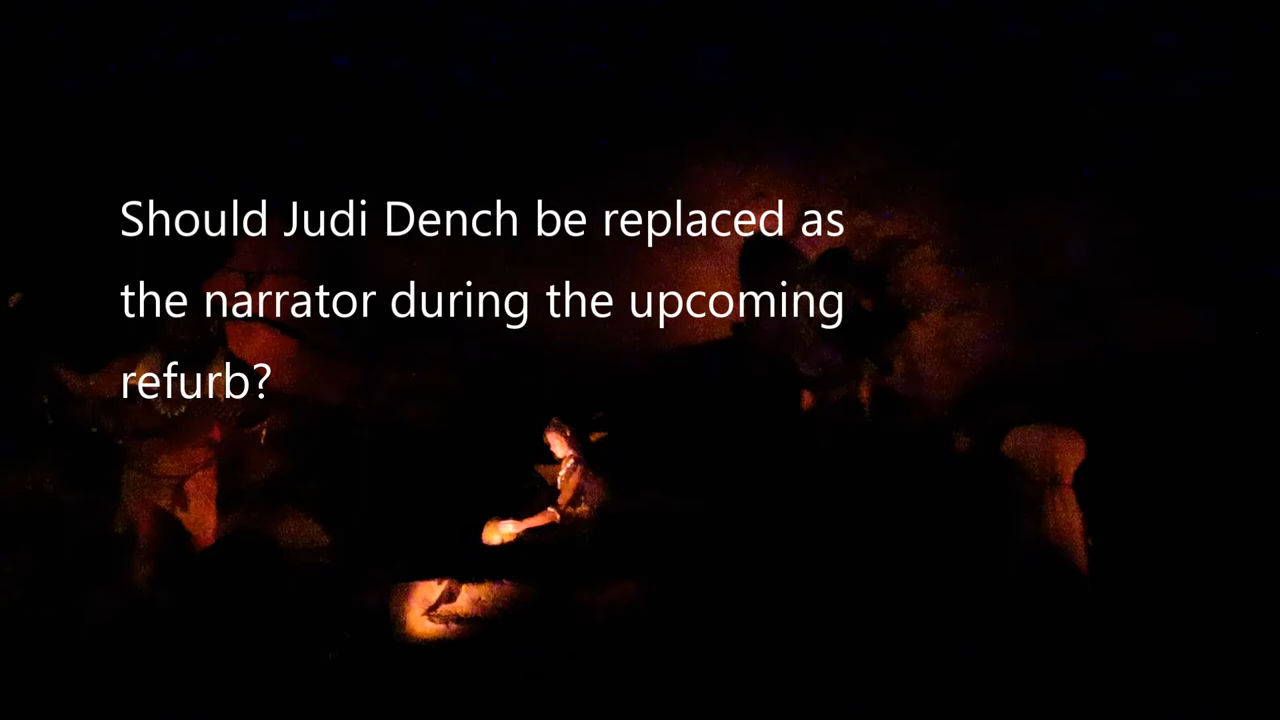 Should Judi Dench be replaced as
the narrator during the upcoming
refurb?